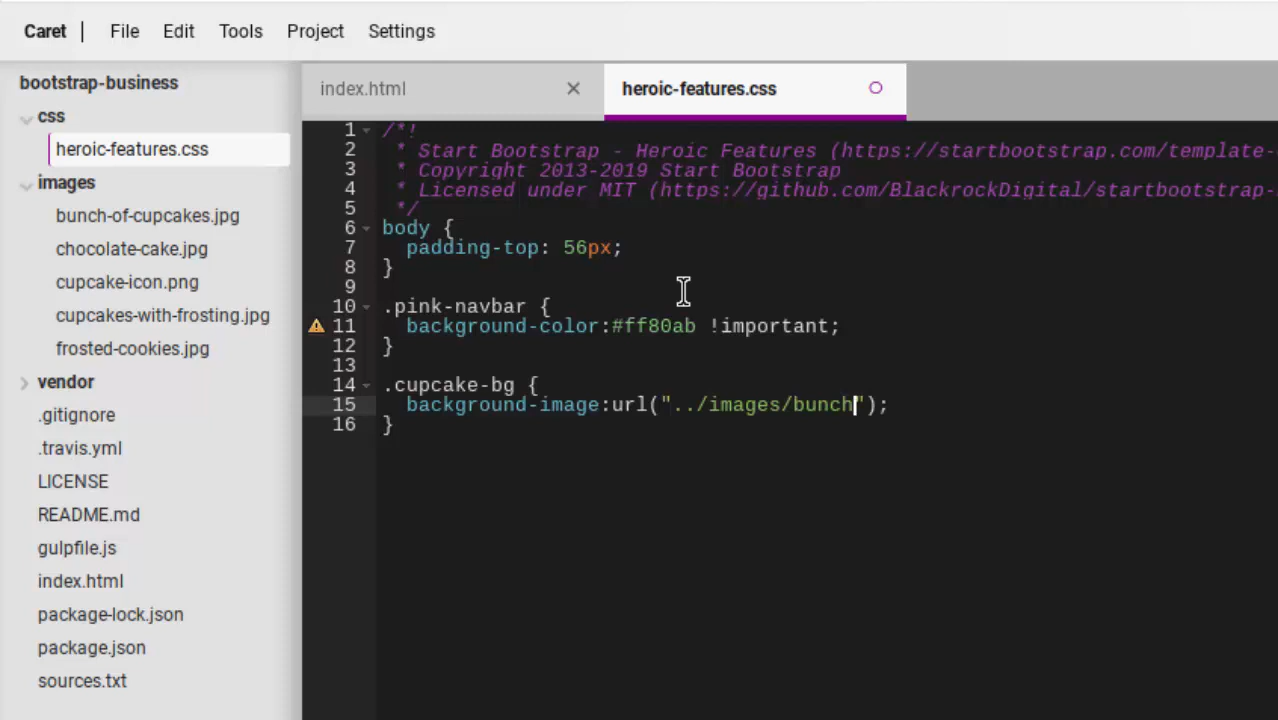 Caret | File Edit Tools Project Settings
bootstrap-business
css
heroic-features.css
images
bunch-of-cupcakes.jpg
chocolate-cake.jpg
cupcake-icon.png
cupcakes-with-frosting.jpg
frosted-cookies.jpg
vendor
.gitignore
.travis.yml
LICENSE
README.md
gulpfile.js
index.html
package-lock.json
package.json
sources.txt
index.html heroic-features.css
1 /*!
2 * Start Bootstrap - Heroic Features (https://startbootstrap.com/template-
3 * Copyright 2013-2019 Start Bootstrap
4 * Licensed under MIT (https://github.com/BlackrockDigital/startbootstrap-
5 */
6 body {
7 padding-top: 56px;
8 }
9
10 .pink-navbar {
11 background-color:#ff80ab !important;
12 }
13
14 .cupcake-bg {
15 background-image:url("../images/bunch");
16 }